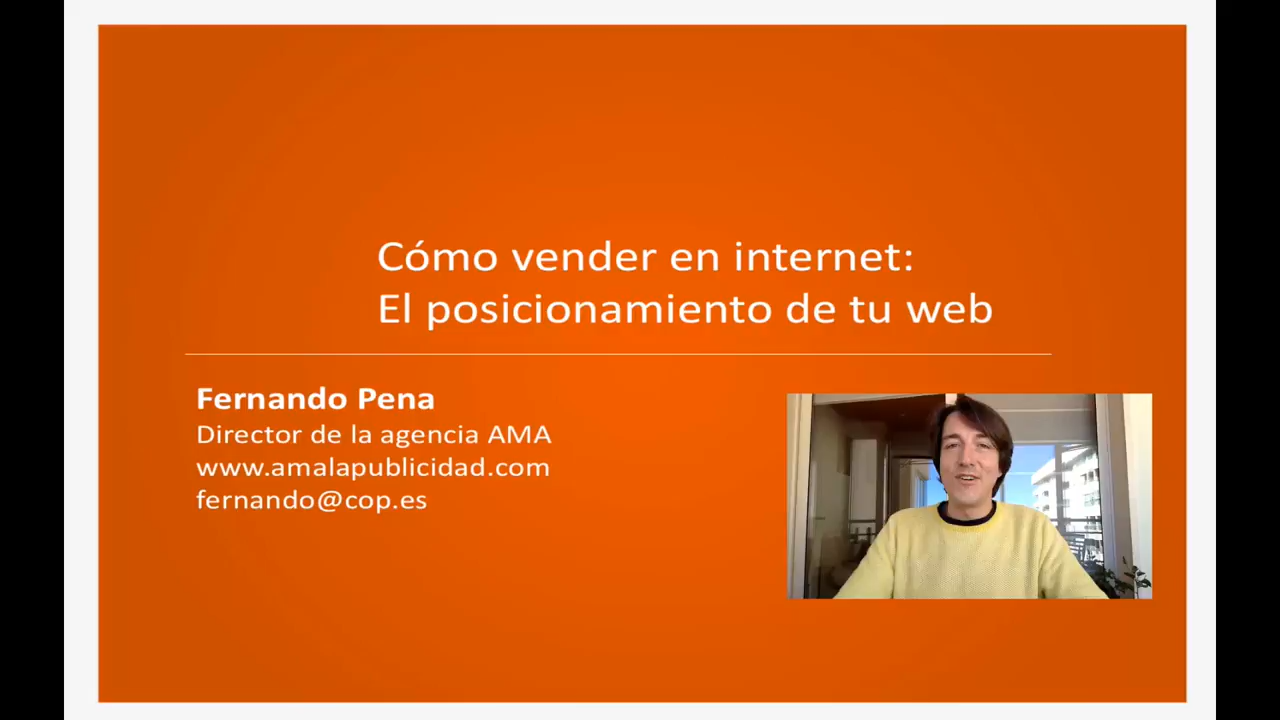 Cómo vender en internet:
El posicionamiento de tu web
Fernando Pena
Director de la agencia AMA
www.amalapublicidad.com
fernando@cop.es